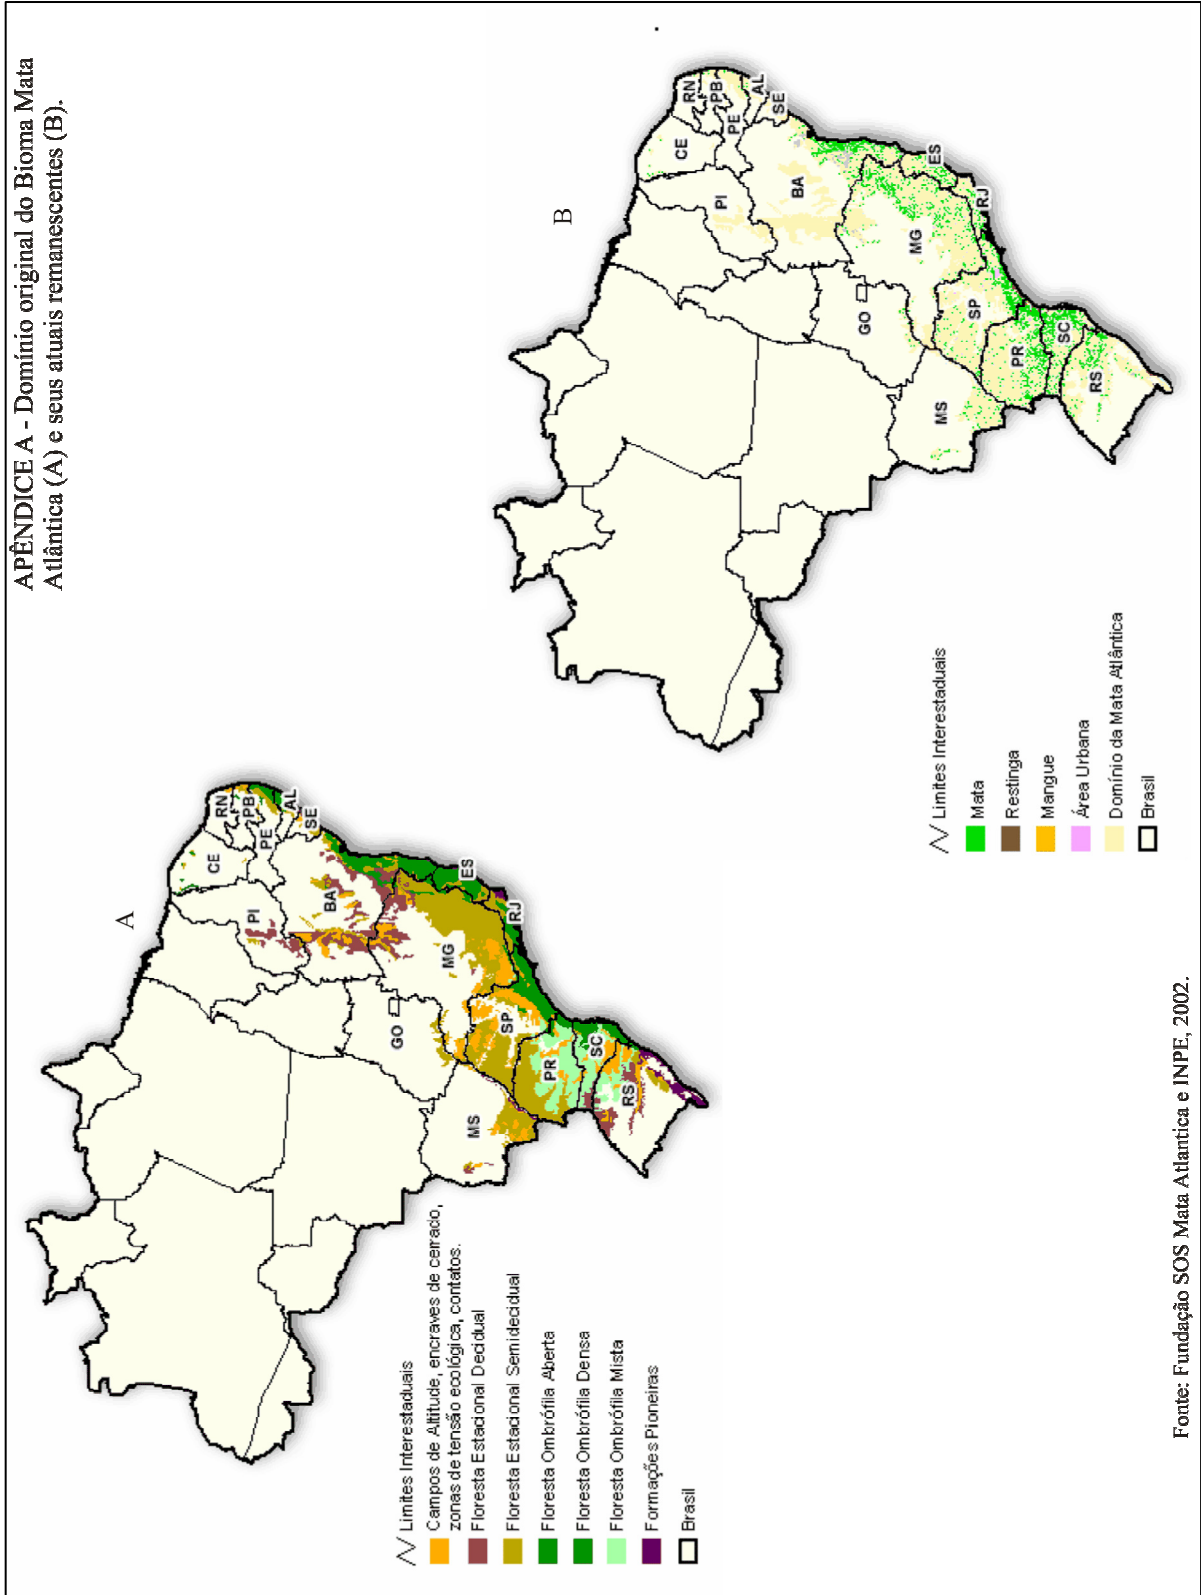 APÊNDICE A - Domínio original do Bioma Mata
Atlântica (A) e seus atuais remanescentes (B).
A
RN
CE
PB
PE
AL
SE
PI
BA
MG
ES
GO
RJ
SP
MS
PR
SC
RS
Limites Interestaduais
Campos de Altitude, encraves de cerrado,
zonas de tensão ecológica, contatos.
Floresta Estacional Decidual
Floresta Estacional Semidecidual
Floresta Ombrófila Aberta
Floresta Ombrófila Densa
Floresta Ombrófila Mista
Formações Pioneiras
Brasil
B
RN
CE
PB
PE
AL
SE
PI
BA
MG
ES
GO
RJ
SP
MS
PR
SC
RS
Limites Interestaduais
Mata
Restinga
Mangue
Área Urbana
Domínio da Mata Atlântica
Brasil
Fonte: Fundação SOS Mata Atlantica e INPE, 2002.